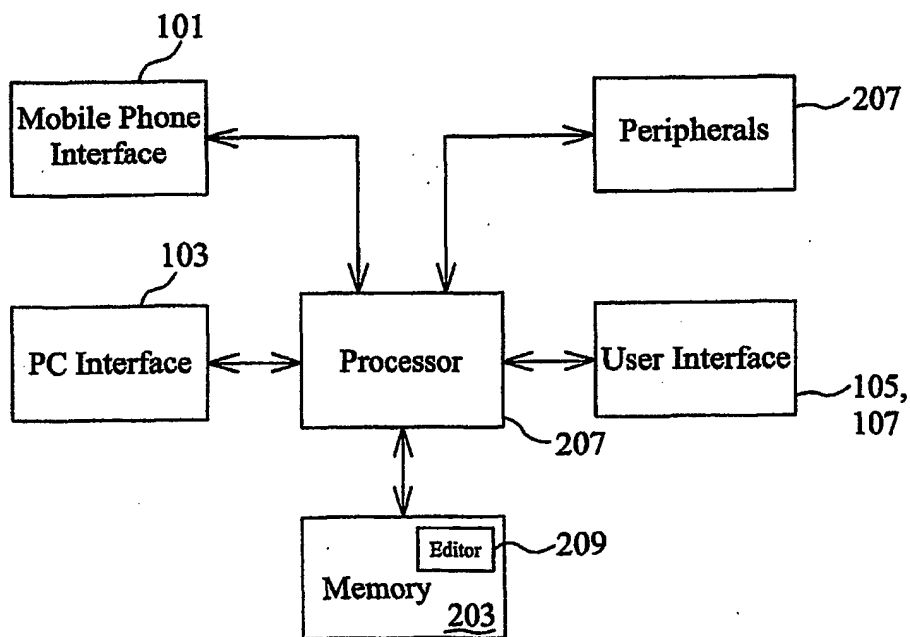 101
Mobile Phone
Interface
Peripherals
207
103
PC Interface
Processor
User Interface
105,
107
207
Editor
209
Memory
203